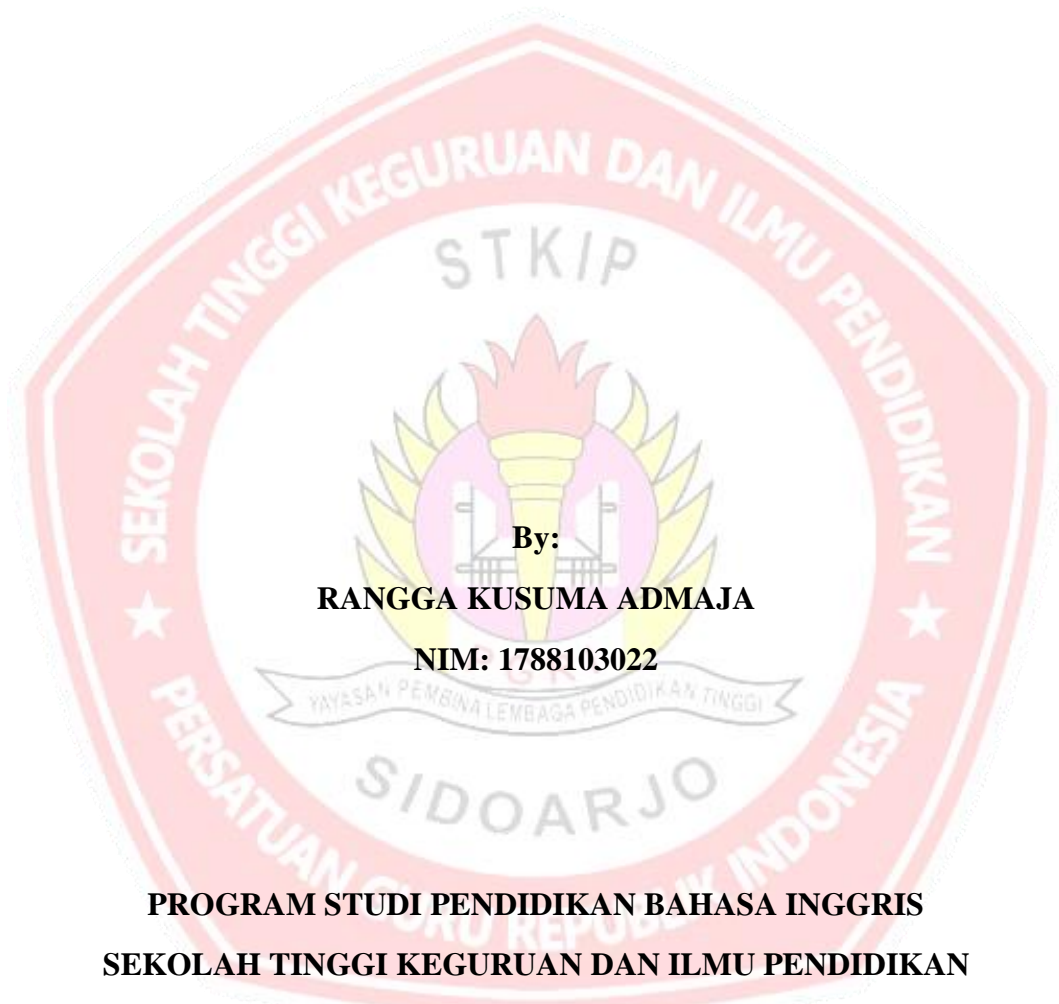 SEKOLAH TINGGI KEGURUAN DAN ILMU PENDIDIKAN
STKIP
By:
RANGGA KUSUMA ADMAJA
NIM: 1788103022
YAYASAN PEMBINA LEMBAGA PENDIDIKAN TINGGI
SIDOARJO
PERSATUAN GURU REPUBLIK INDONESIA
PROGRAM STUDI PENDIDIKAN BAHASA INGGRIS
SEKOLAH TINGGI KEGURUAN DAN ILMU PENDIDIKAN